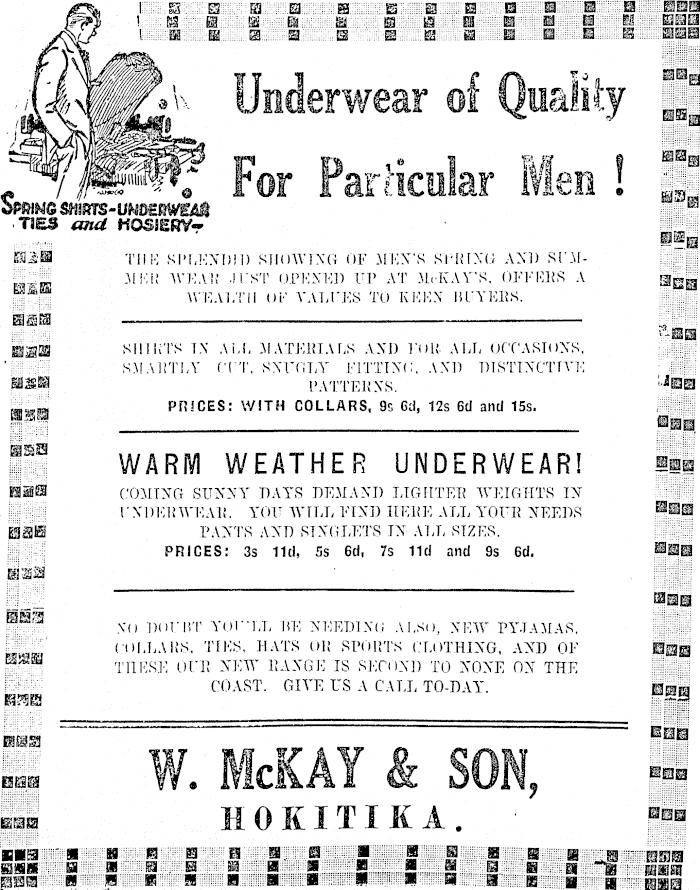 Underwear of Quality
For Particular Men !
SPRING SHIRTS-UNDERWEAR
TIES and HOSIERY-
THE SPLENDID SHOWING OF MEN'S SPRING AND SUM-
MER WEAR JUST OPENED UP AT McKAY'S, OFFERS A
WEALTH OF VALUES TO KEEN BUYERS.
SHIRTS IN ALL MATERIALS AND FOR ALL OCCASIONS,
SMARTLY CUT, SNUGLY FITTING, AND DISTINCTIVE
PATTERNS.
PRICES: WITH COLLARS, 9s 6d, 12s 6d and 15s.
WARM WEATHER UNDERWEAR!
COMING SUNNY DAYS DEMAND LIGHTER WEIGHTS IN
UNDERWEAR. YOU WILL FIND HERE ALL YOUR NEEDS
PANTS AND SINGLETS IN ALL SIZES.
PRICES: 3s 11d, 5s 6d, 7s 11d and 9s 6d.
NO DOUBT YOU'LL BE NEEDING ALSO, NEW PYJAMAS,
COLLARS, TIES, HATS OR SPORTS CLOTHING, AND OF
THESE OUR NEW RANGE IS SECOND TO NONE ON THE
COAST. GIVE US A CALL TO-DAY.
W. McKAY & SON,
HOKITIKA.